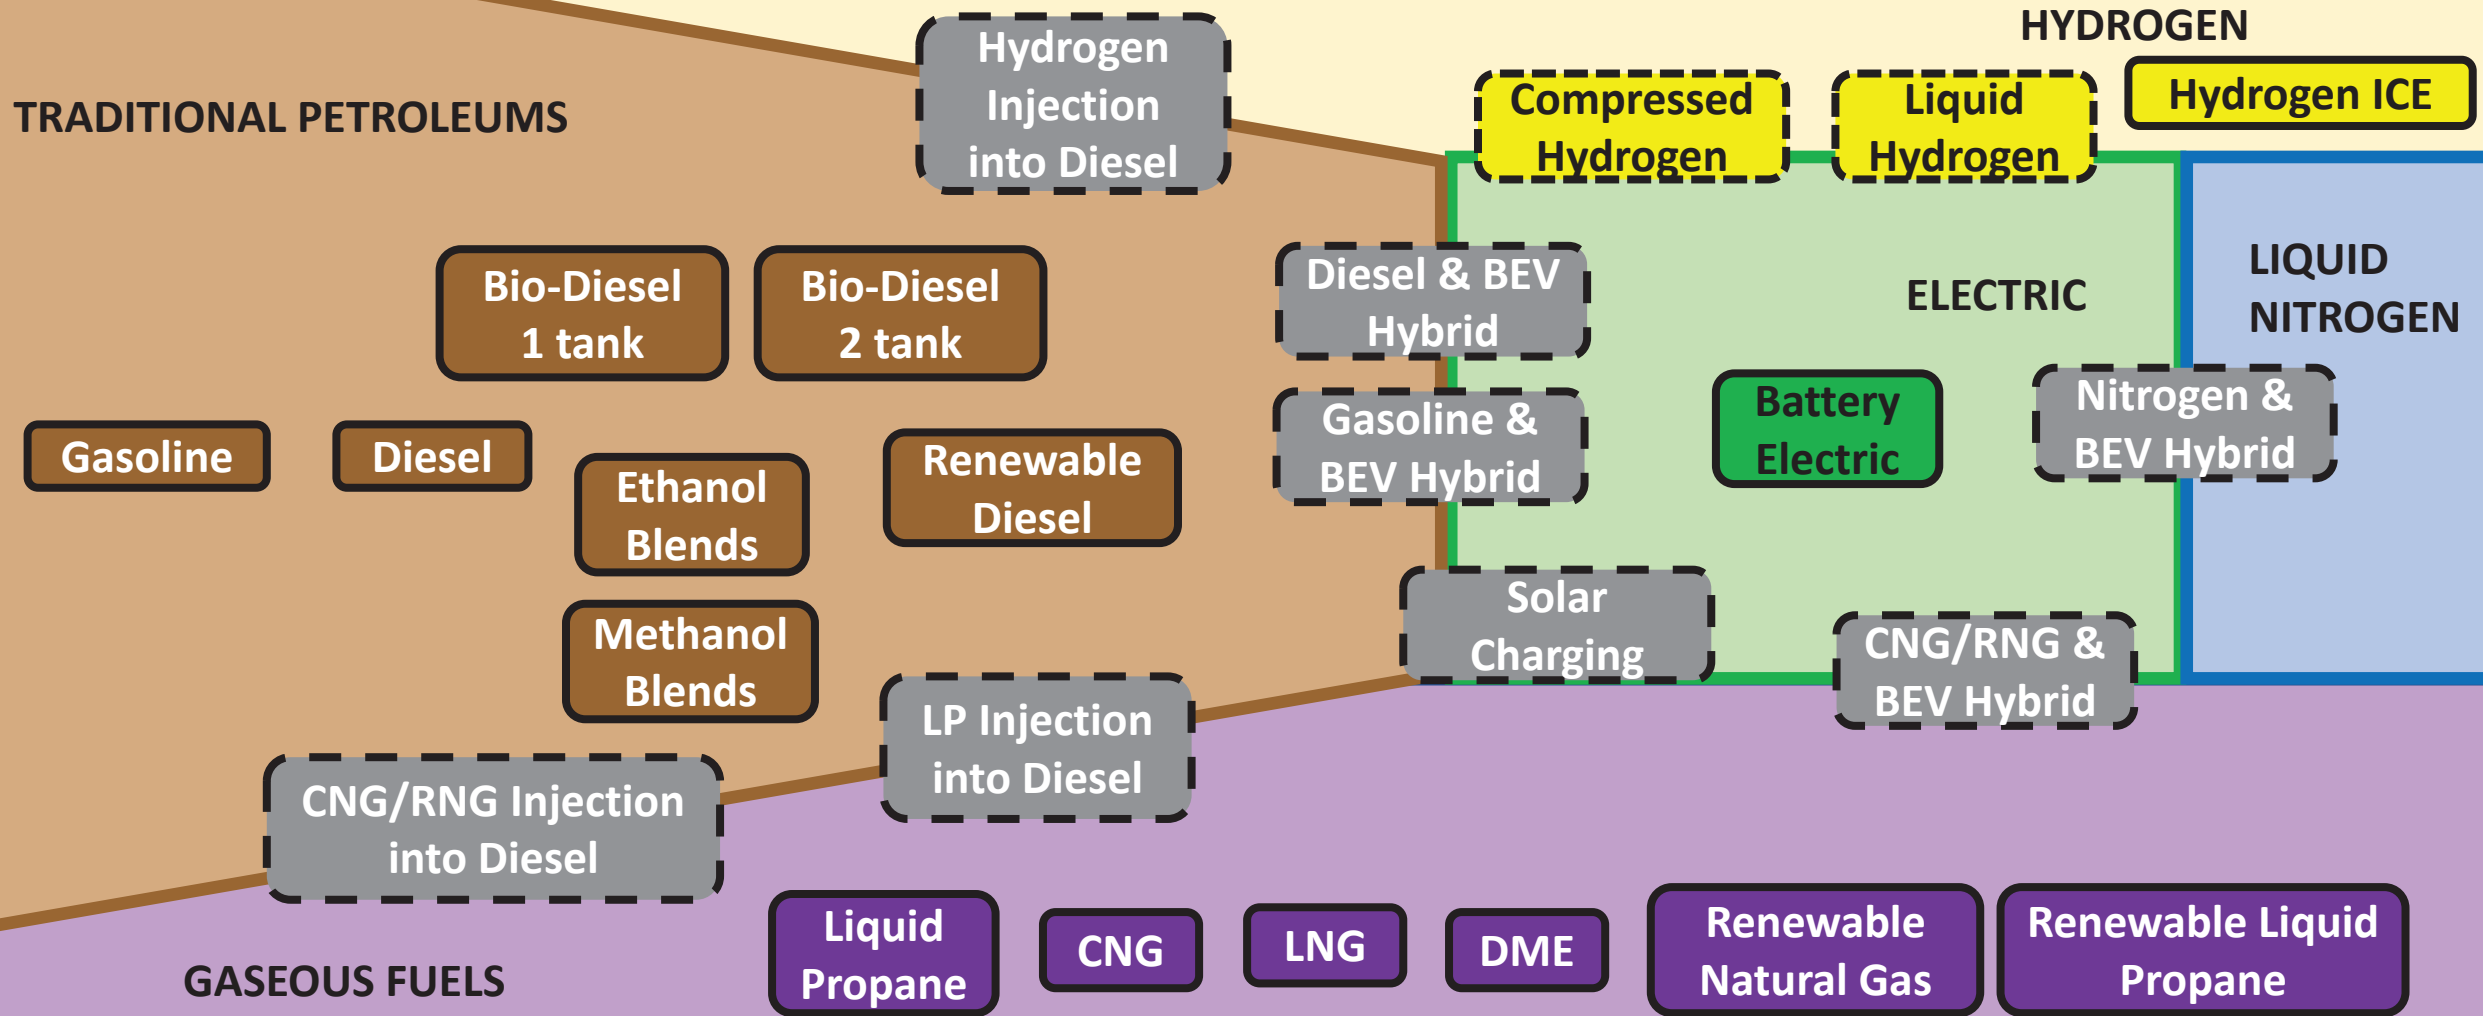 HYDROGEN
Hydrogen
Injection
into Diesel
Compressed
Hydrogen
Liquid
Hydrogen
Hydrogen ICE
TRADITIONAL PETROLEUMS
Bio-Diesel
1 tank
Bio-Diesel
2 tank
Diesel & BEV
Hybrid
ELECTRIC
LIQUID
NITROGEN
Gasoline
Diesel
Ethanol
Blends
Renewable
Diesel
Gasoline &
BEV Hybrid
Battery
Electric
Nitrogen &
BEV Hybrid
Methanol
Blends
Solar
Charging
CNG/RNG &
BEV Hybrid
LP Injection
into Diesel
CNG/RNG Injection
into Diesel
GASEOUS FUELS
Liquid
Propane
CNG
LNG
DME
Renewable
Natural Gas
Renewable Liquid
Propane